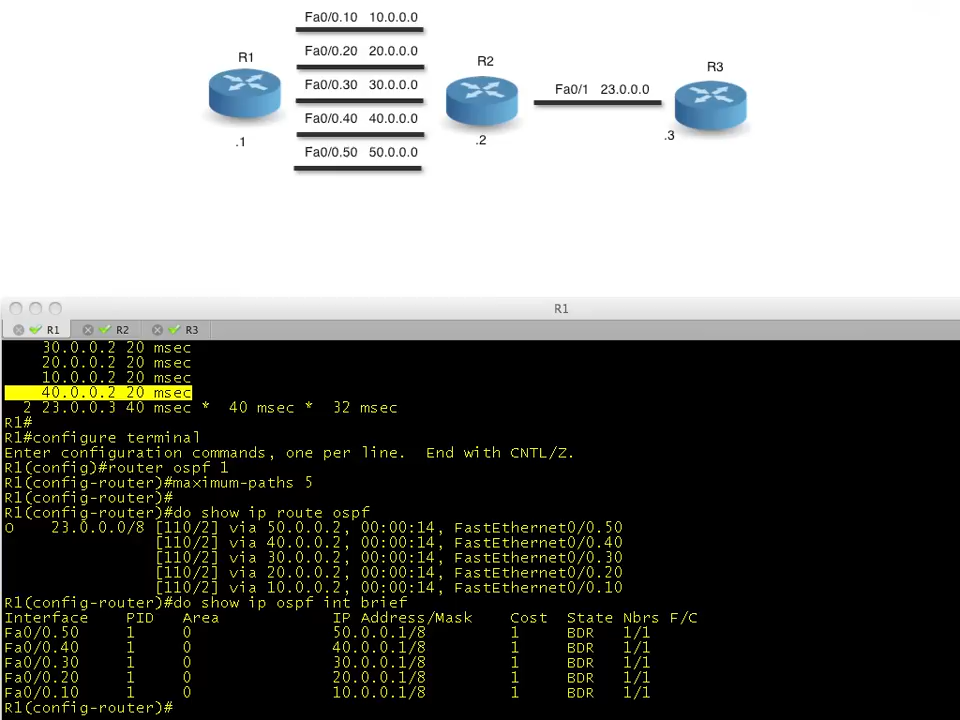 Fa0/0.10 10.0.0.0
Fa0/0.20 20.0.0.0
R1
R2
R3
Fa0/0.30 30.0.0.0
Fa0/1 23.0.0.0
Fa0/0.40 40.0.0.0
.1
.2
.3
Fa0/0.50 50.0.0.0
R1
R1 R2 R3
30.0.0.2 20 msec
20.0.0.2 20 msec
10.0.0.2 20 msec
40.0.0.2 20 msec
2 23.0.0.3 40 msec * 40 msec * 32 msec
R1#
R1#configure terminal
Enter configuration commands, one per line. End with CNTL/Z.
R1(config)#router ospf 1
R1(config-router)#maximum-paths 5
R1(config-router)#
R1(config-router)#do show ip route ospf
O 23.0.0.0/8 [110/2] via 50.0.0.2, 00:00:14, FastEthernet0/0.50
[110/2] via 40.0.0.2, 00:00:14, FastEthernet0/0.40
[110/2] via 30.0.0.2, 00:00:14, FastEthernet0/0.30
[110/2] via 20.0.0.2, 00:00:14, FastEthernet0/0.20
[110/2] via 10.0.0.2, 00:00:14, FastEthernet0/0.10
R1(config-router)#do show ip ospf int brief
Interface PID Area IP Address/Mask Cost State Nbrs F/C
Fa0/0.50 1 0 50.0.0.1/8 1 BDR 1/1
Fa0/0.40 1 0 40.0.0.1/8 1 BDR 1/1
Fa0/0.30 1 0 30.0.0.1/8 1 BDR 1/1
Fa0/0.20 1 0 20.0.0.1/8 1 BDR 1/1
Fa0/0.10 1 0 10.0.0.1/8 1 BDR 1/1
R1(config-router)#